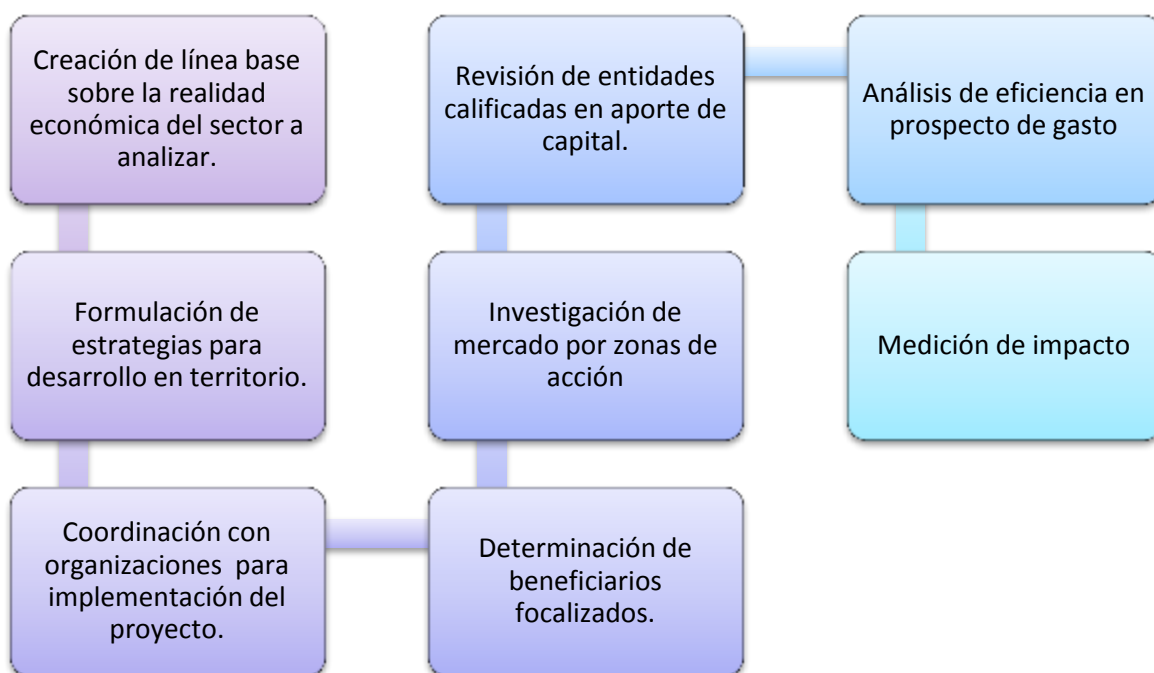 Creación de línea base
sobre la realidad
económica del sector a
analizar.
Formulación de
estrategias para
desarrollo en territorio.
Coordinación con
organizaciones  para
implementación del
proyecto.
Determinación de
beneficiarios
focalizados.
Investigación de
mercado por zonas de
acción
Revisión de entidades
calificadas en aporte de
capital.
Análisis de eficiencia en
prospecto de gasto
Medición de impacto